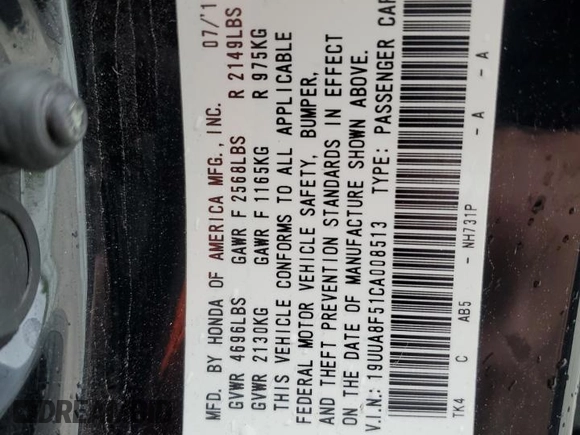 MFD. BY HONDA OF AMERICA MFG., INC. 07/'1
GVWR 4696LBS GAWR F 2568LBS R 2149LBS
GVWR 2130KG GAWR F 1165KG R 975KG
THIS VEHICLE CONFORMS TO ALL APPLICABLE
FEDERAL MOTOR VEHICLE SAFETY, BUMPER,
AND THEFT PREVENTION STANDARDS IN EFFECT
ON THE DATE OF MANUFACTURE SHOWN ABOVE.
V.I.N.: 19UUA8F51CA008513 TYPE: PASSENGER CAR
C AB5 - NH731P - A - A
TK4
DREAMBID